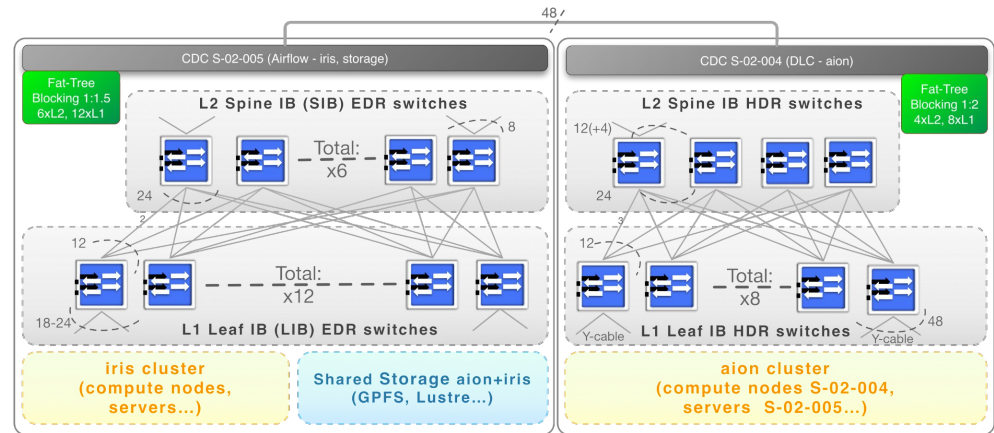 48
CDC S-02-005 (Airflow - iris, storage)
Fat-Tree
Blocking 1:1.5
6xL2, 12xL1
L2 Spine IB (SIB) EDR switches
8
Total:
x6
24
2
12
Total:
x12
18-24
L1 Leaf IB (LIB) EDR switches
iris cluster
(compute nodes,
servers...)
Shared Storage aion+iris
(GPFS, Lustre...)
CDC S-02-004 (DLC - aion)
Fat-Tree
Blocking 1:2
4xL2, 8xL1
L2 Spine IB HDR switches
12(+4)
24
3
12
Total:
x8
48
Y-cable
L1 Leaf IB HDR switches
Y-cable
aion cluster
(compute nodes S-02-004,
servers S-02-005...)